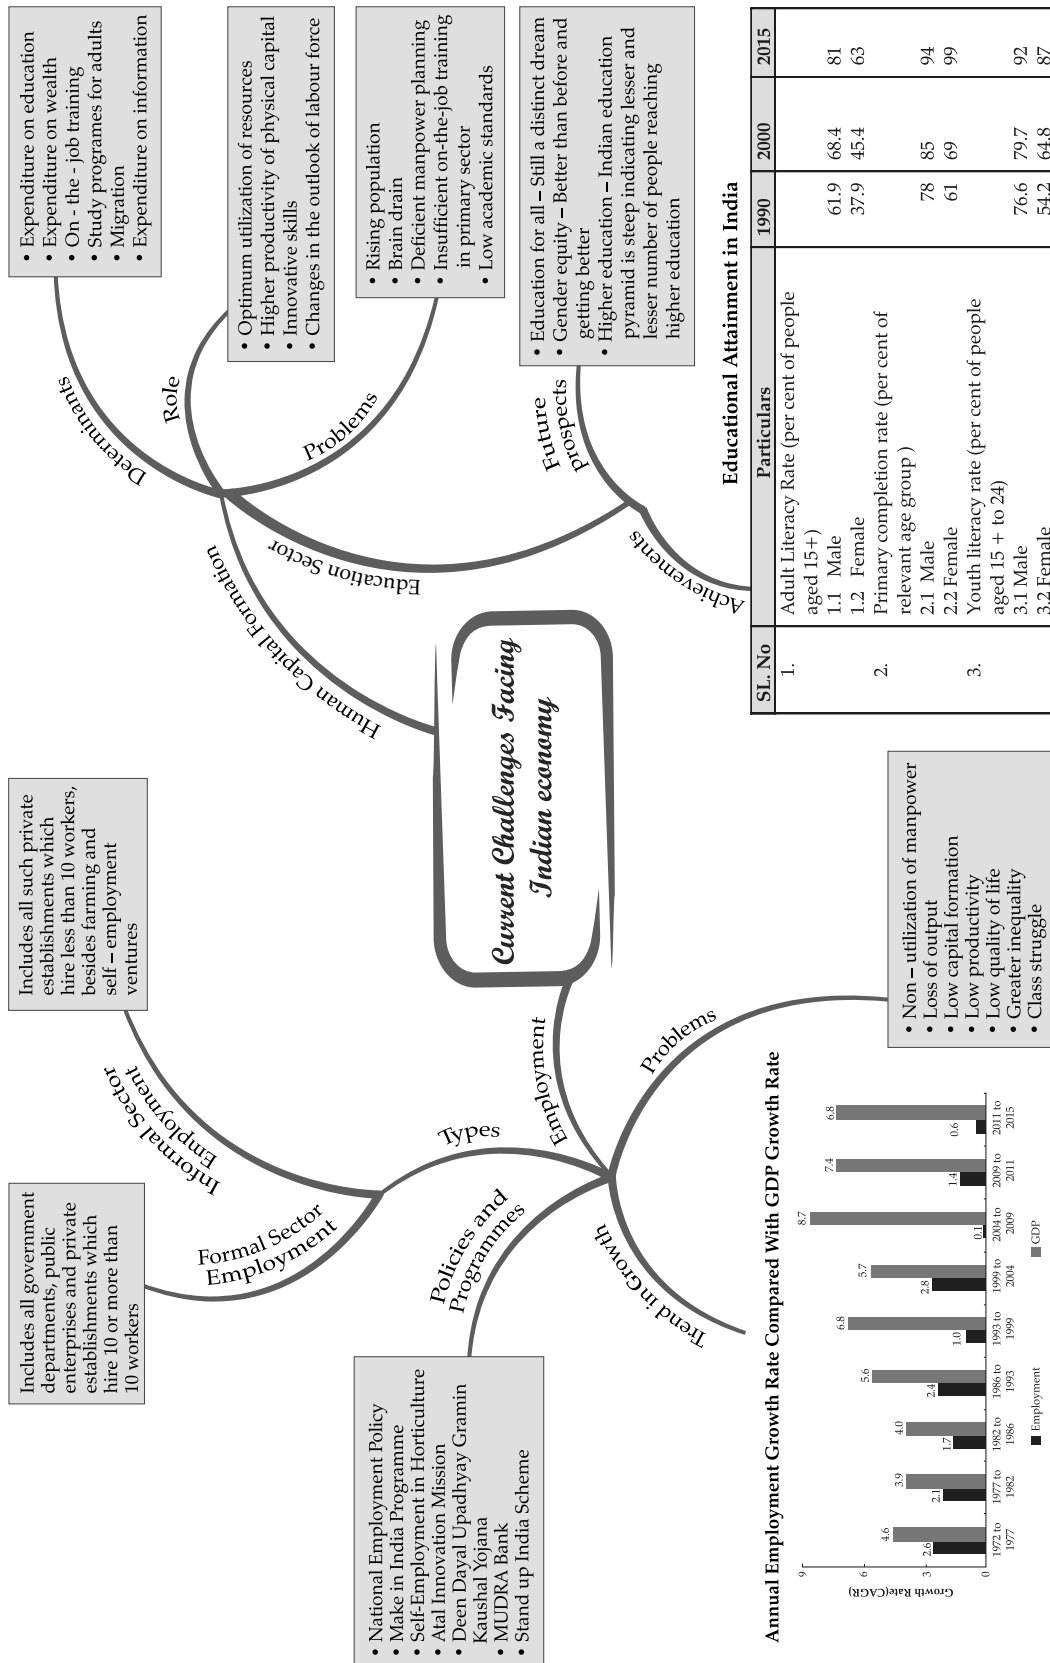 Includes all government
departments, public
enterprises and private
establishments which
hire 10 or more than
10 workers
Includes all such private
establishments which
hire less than 10 workers,
besides farming and
self – employment
ventures
• Expenditure on education
• Expenditure on wealth
• On - the - job training
• Study programes for adults
• Migration
• Expenditure on information
Formal Sector
Employment
Informal Sector
Employment
Determinants
Role
• Optimum utilization of resources
• Higher productivity of physical capital
• Innovative skills
• Changes in the outlook of labour force
Types
Human Capital Formation
Problems
• Rising population
• Brain drain
• Deficient manpower planning
• Insufficient on-the-job training
in primary sector
• Low academic standards
• National Employment Policy
• Make in India Programme
• Self-Employment in Horticulture
• Atal Innovation Mission
• Deen Dayal Upadhyay Gramin
Kaushal Yojana
• MUDRA Bank
• Stand up India Scheme
Policies and
Programmes
Employment
Current Challenges Facing
Indian economy
Education Sector
Future
prospects
• Education for all – Still a distinct dream
• Gender equity – Better than before and
getting better
• Higher education – Indian education
pyramid is steep indicating lesser and
lesser number of people reaching
higher education
Trend in Growth
Problems
Achievements
• Non – utilization of manpower
• Loss of output
• Low capital formation
• Low productivity
• Low quality of life
• Greater inequality
• Class struggle
Annual Employment Growth Rate Compared With GDP Growth Rate
Growth Rate(CAGR)
9
6
3
0
2.6 4.6
2.1 3.9
1.7 4.0
2.4 5.6
1.0 6.8
2.8 5.7
0.1 8.7
1.4 7.4
0.6 6.8
1972 to
1977
1977 to
1982
1982 to
1986
1986 to
1993
1993 to
1999
1999 to
2004
2004 to
2009
2009 to
2011
2011 to
2015
Employment GDP
Educational Attainment in India
SL. No Particulars 1990 2000 2015
1. Adult Literacy Rate (per cent of people
aged 15+)
1.1 Male 61.9 68.4 81
1.2 Female 37.9 45.4 63
2. Primary completion rate (per cent of
relevant age group )
2.1 Male 78 85 94
2.2 Female 61 69 99
3. Youth literacy rate (per cent of people
aged 15 + to 24)
3.1 Male 76.6 79.7 92
3.2 Female 54.2 64.8 87